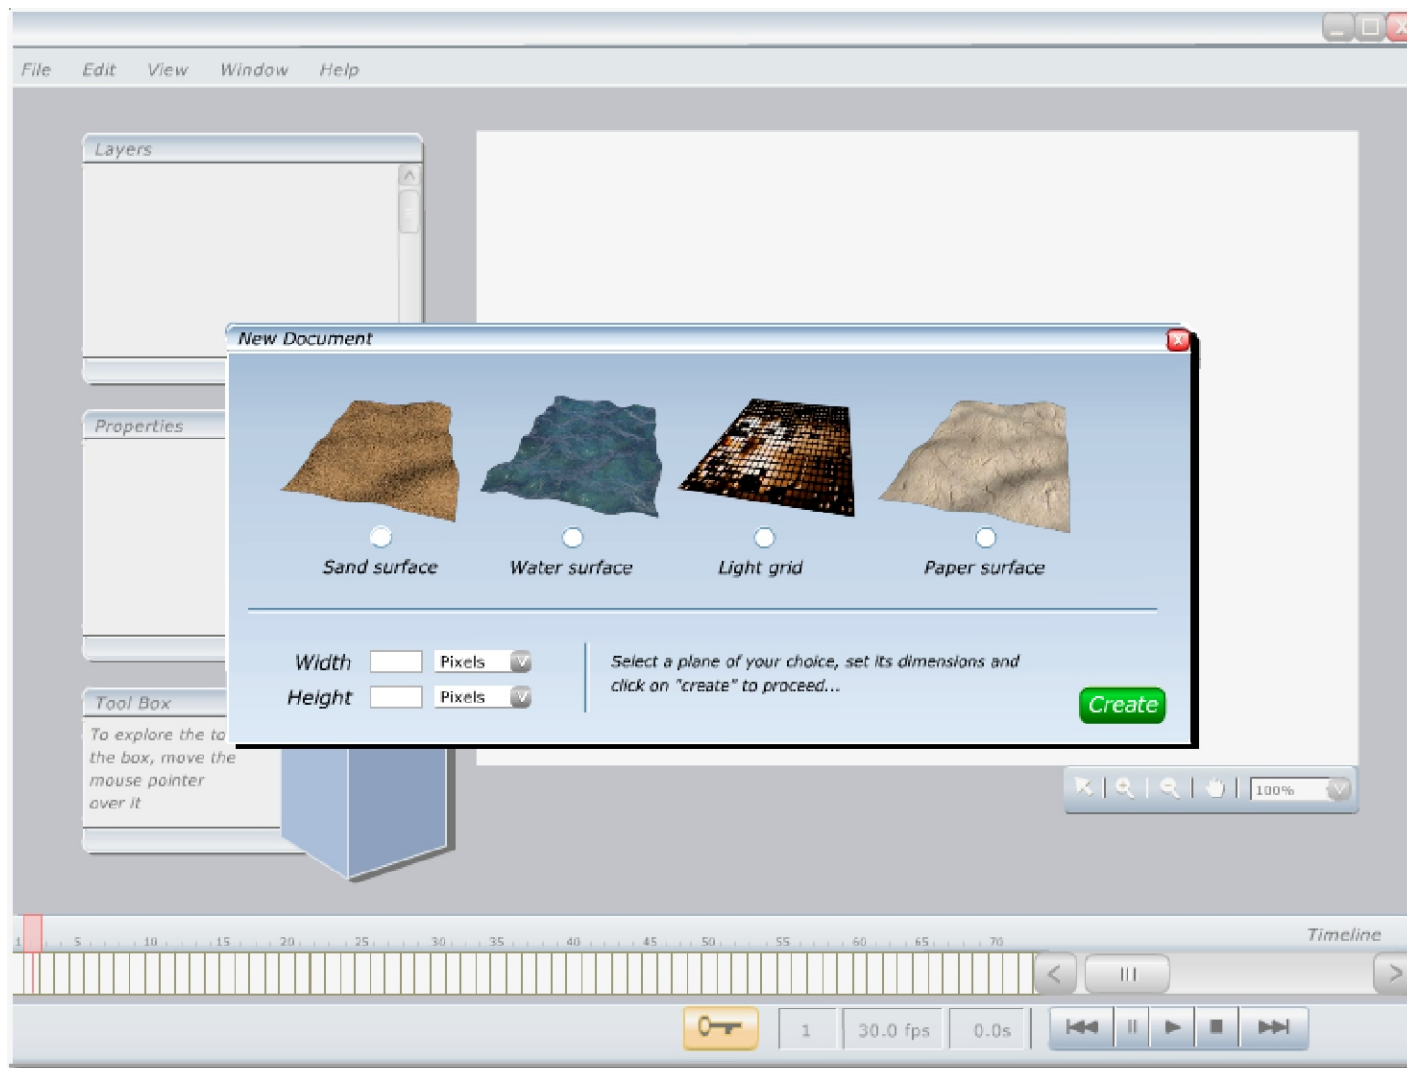 File Edit View Window Help
Layers
New Document
Properties
Sand surface Water surface Light grid Paper surface
Width Pixels
Height Pixels
Select a plane of your choice, set its dimensions and
click on "create" to proceed...
Create
Tool Box
To explore the to
the box, move the
mouse pointer
over it
100%
1 5 10 15 20 25 30 35 40 45 50 55 60 65 70
Timeline
1 30.0 fps 0.0s